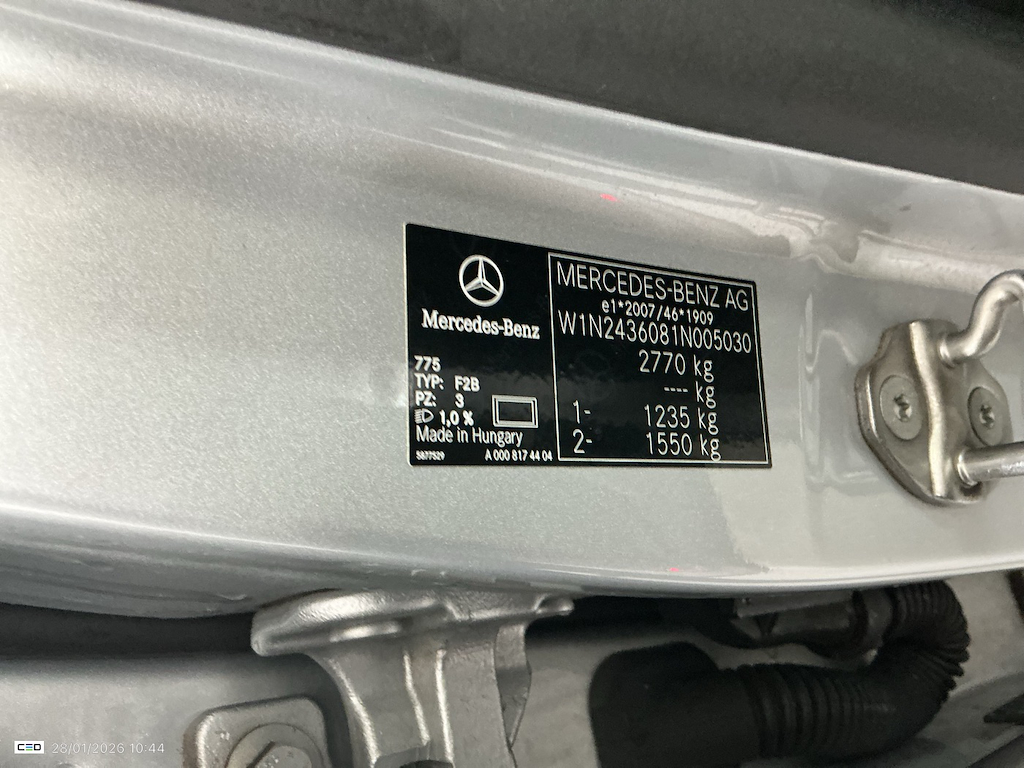 Mercedes-Benz
775
TYP: F2B
PZ: 3
1,0 %
Made in Hungary
5877529 A 000 817 44 04
MERCEDES-BENZ AG
e1*2007/46*1909
W1N2436081N005030
2770 kg
---- kg
1- 1235 kg
2- 1550 kg
CEO 28/01/2026 10:44